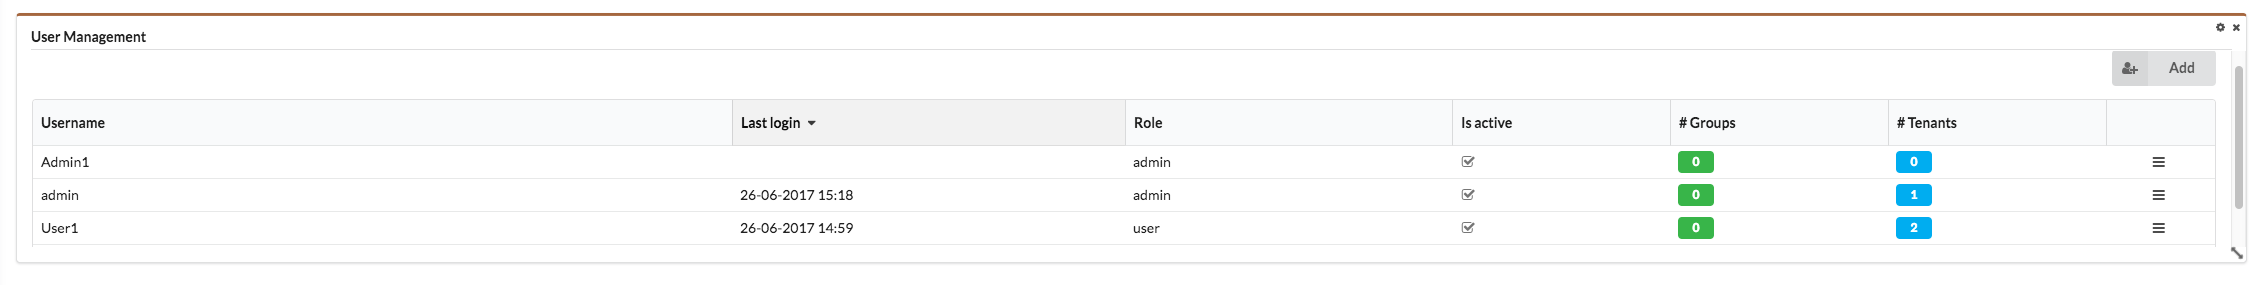 User Management
Add
Username Last login Role Is active # Groups # Tenants
Admin1 admin 0 0
admin 26-06-2017 15:18 admin 0 1
User1 26-06-2017 14:59 user 0 2